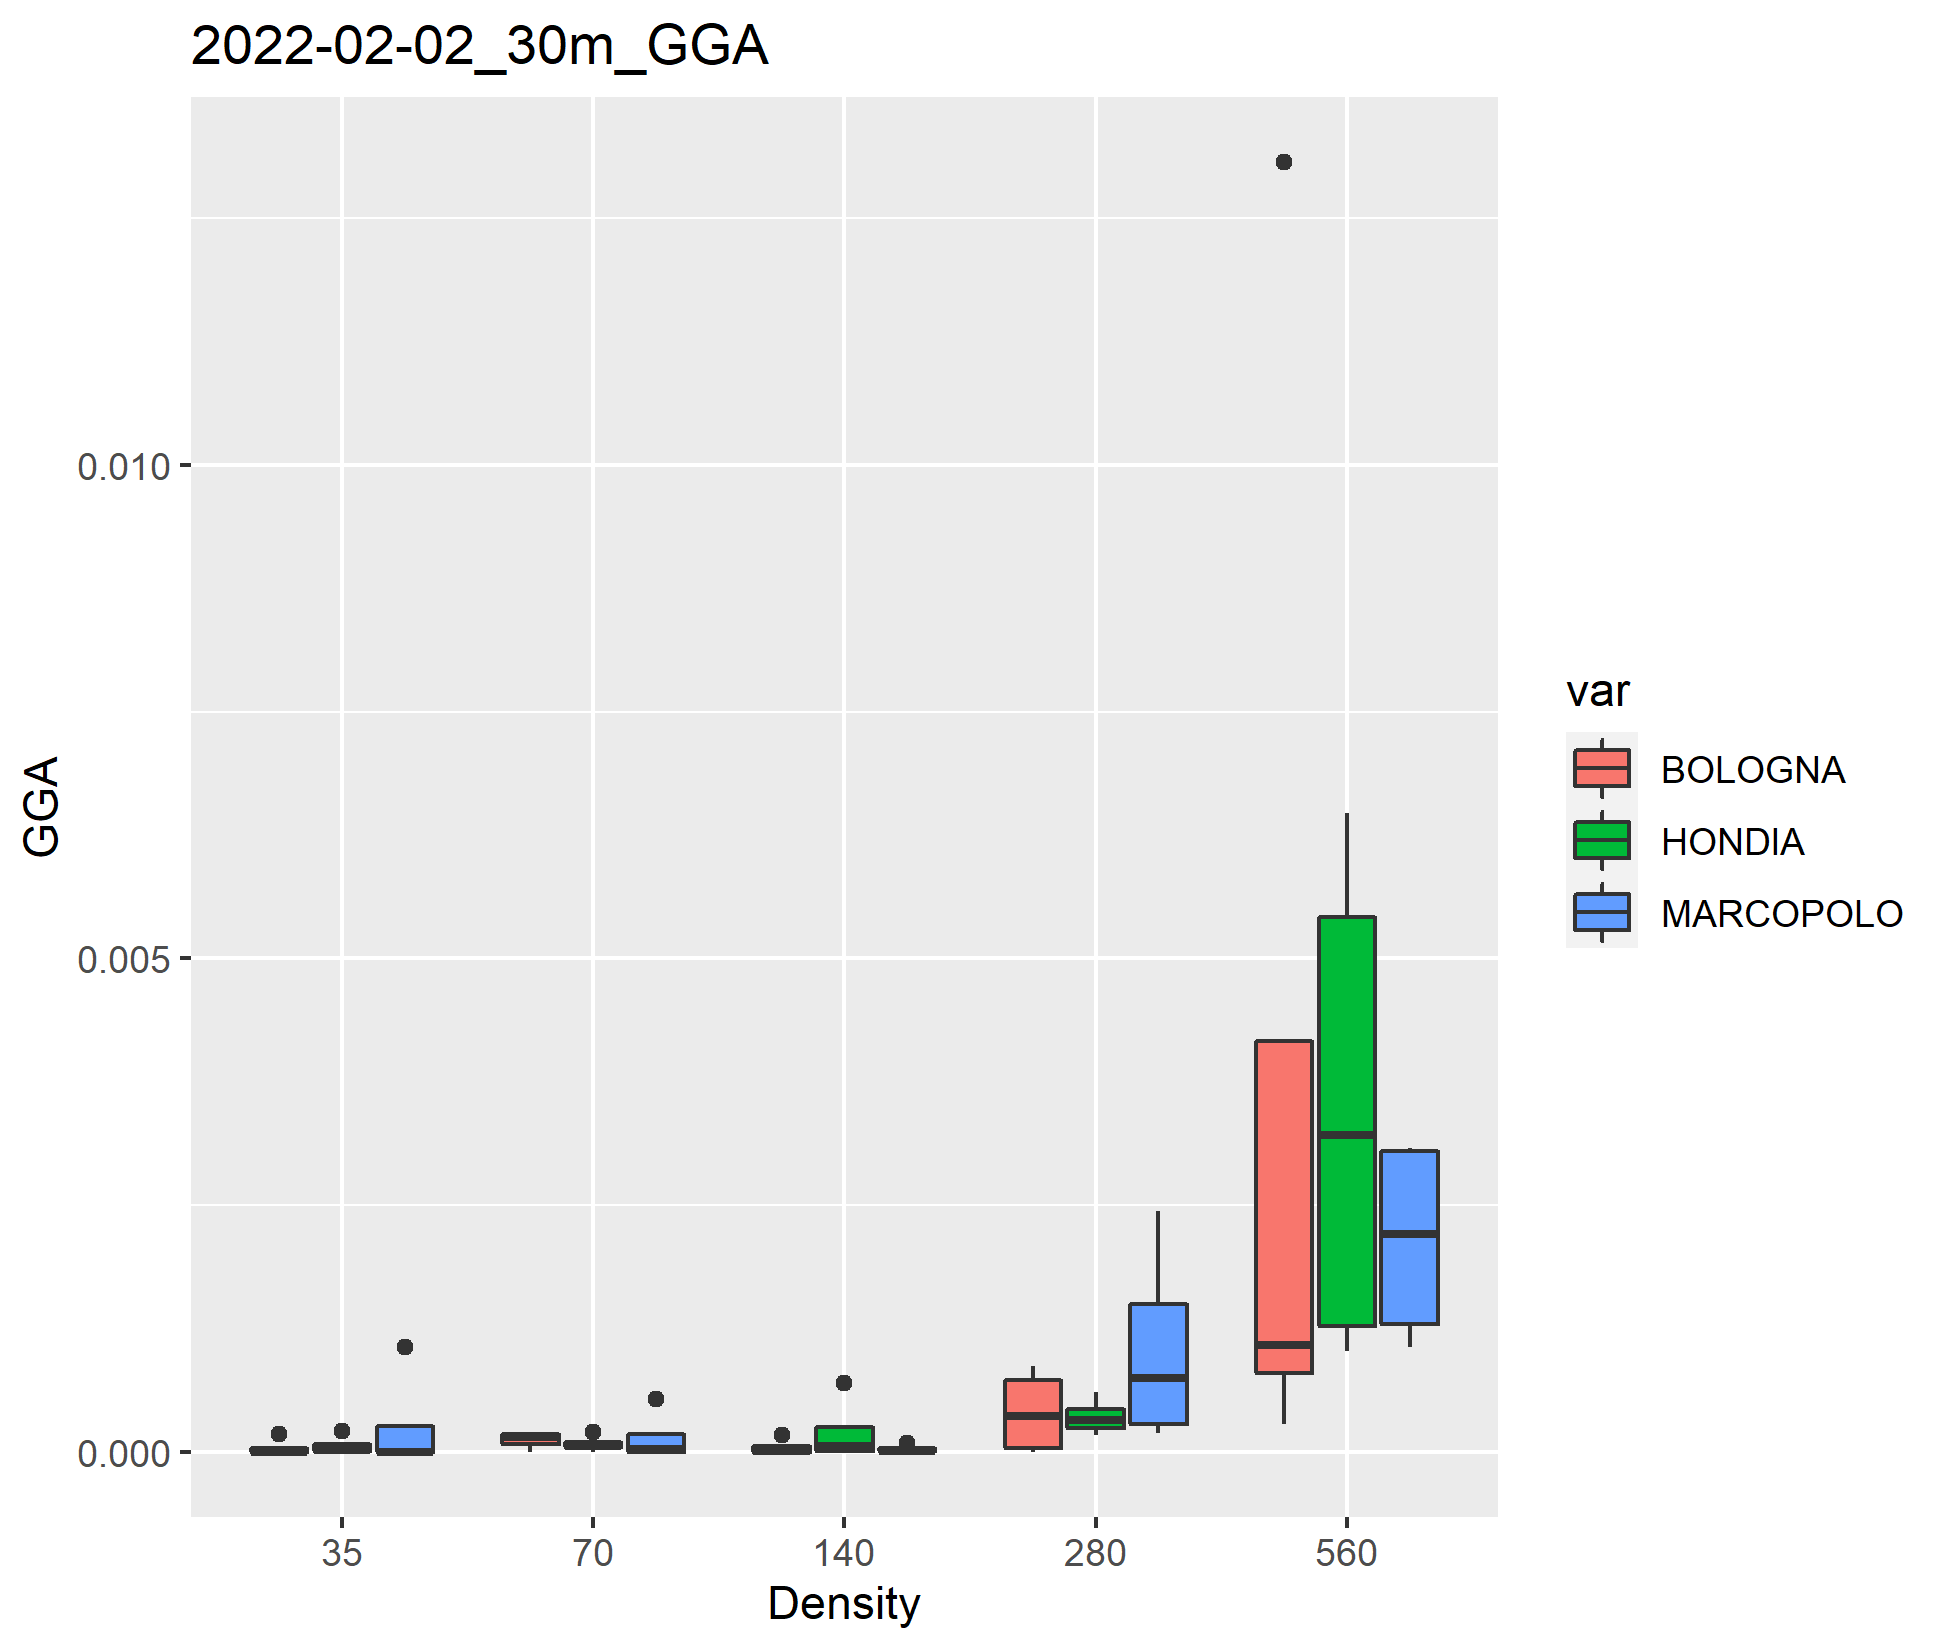 2022-02-02_30m_GGA
GGA
0.010
0.005
0.000
35
70
140
280
560
Density
var
BOLOGNA
HONDIA
MARCOPOLO